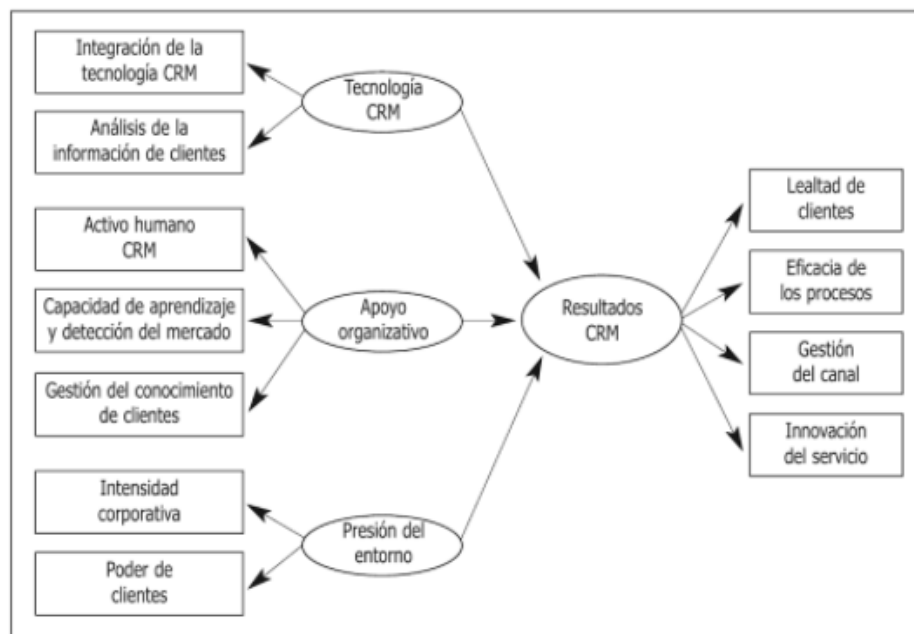 Integración de la
tecnología CRM
Análisis de la
información de clientes
Tecnología
CRM
Activo humano
CRM
Capacidad de aprendizaje
y detección del mercado
Gestión del conocimiento
de clientes
Apoyo
organizativo
Intensidad
corporativa
Poder de
clientes
Presión del
entorno
Resultados
CRM
Lealtad de
clientes
Eficacia de
los procesos
Gestión
del canal
Innovación
del servicio